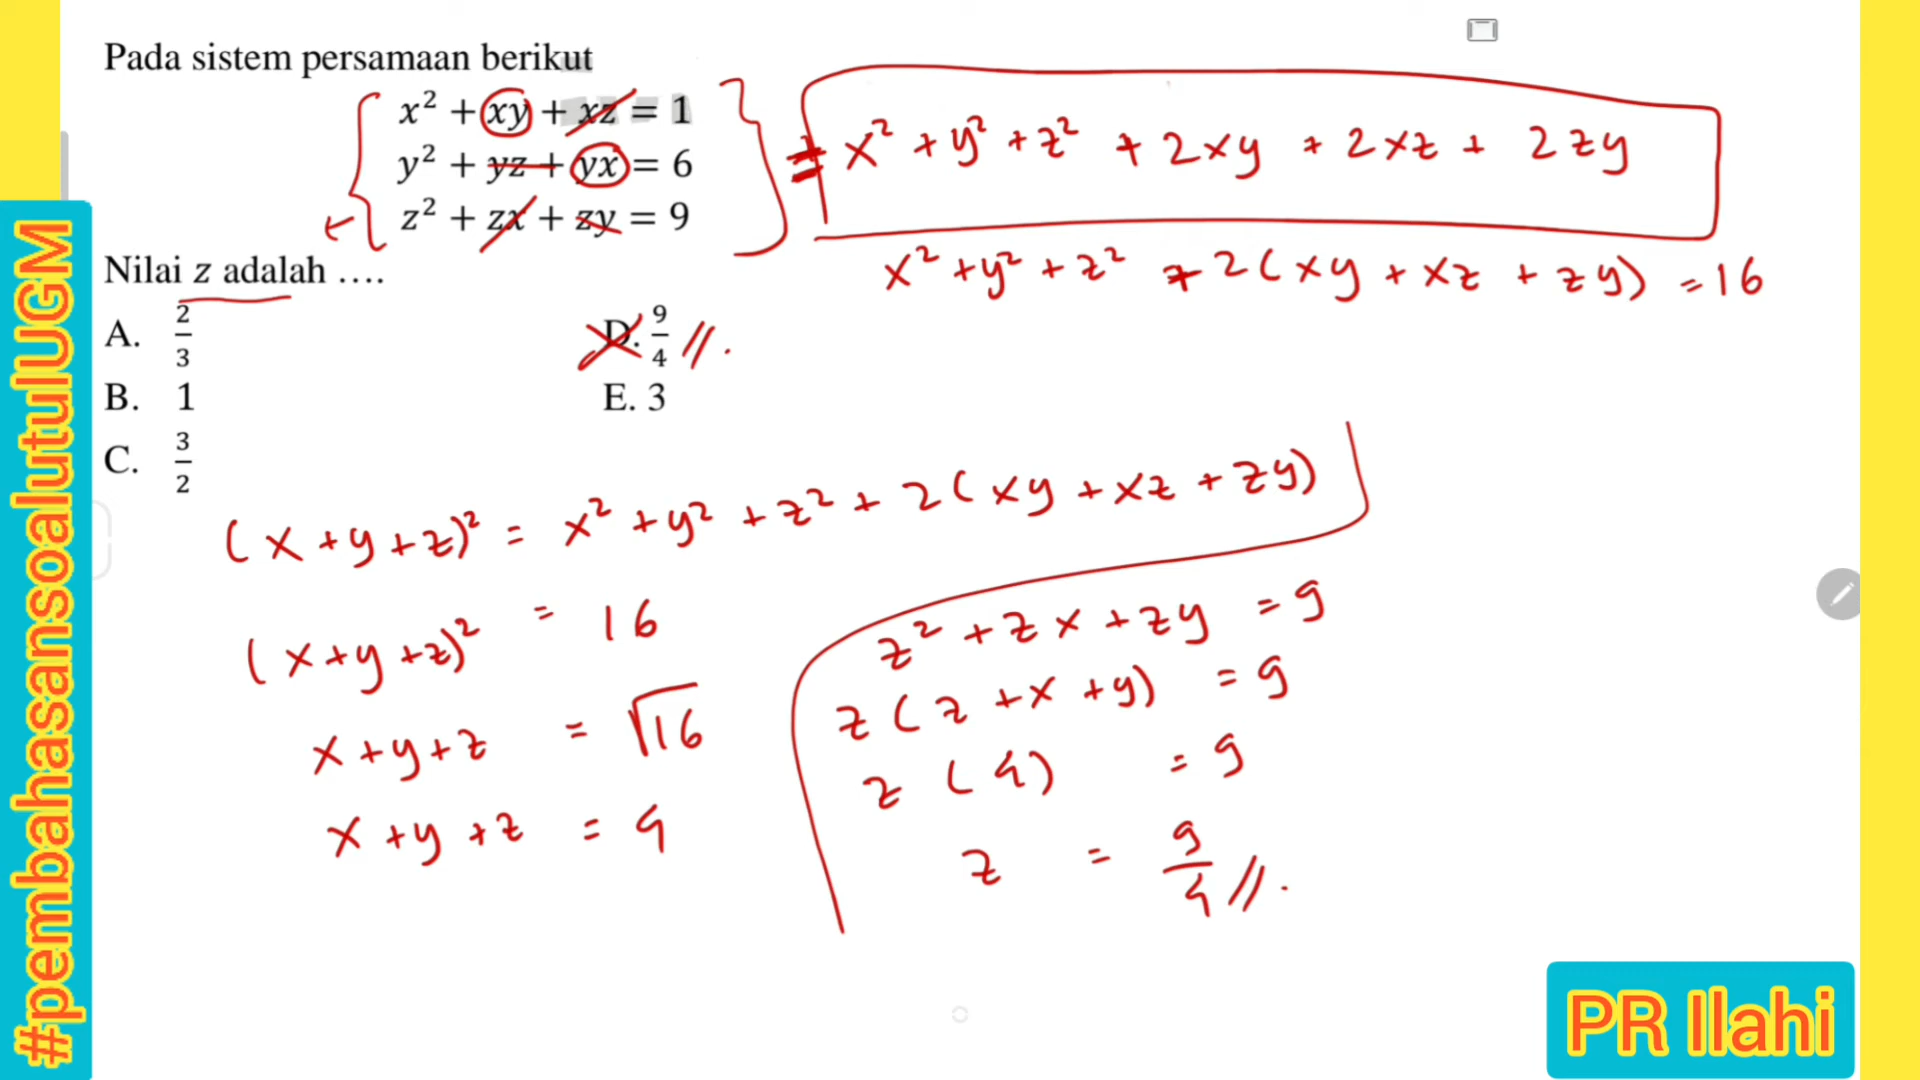 Pada sistem persamaan berikut
x² + xy + xz = 1
y² + yz + yx = 6
z² + zx + zy = 9
Nilai z adalah ….
A. 2/3
B. 1
C. 3/2
D. 9/4 //.
E. 3
= x² + y² + z² + 2xy + 2xz + 2zy
x² + y² + z² + 2(xy + xz + zy) = 16
(x + y + z)² = x² + y² + z² + 2(xy + xz + zy)
(x + y + z)² = 16
x + y + z = √16
x + y + z = 4
z² + zx + zy = 9
z(z + x + y) = 9
z(4) = 9
z = 9/4 //.
#pembahasansoalutulUGM
PR Ilahi